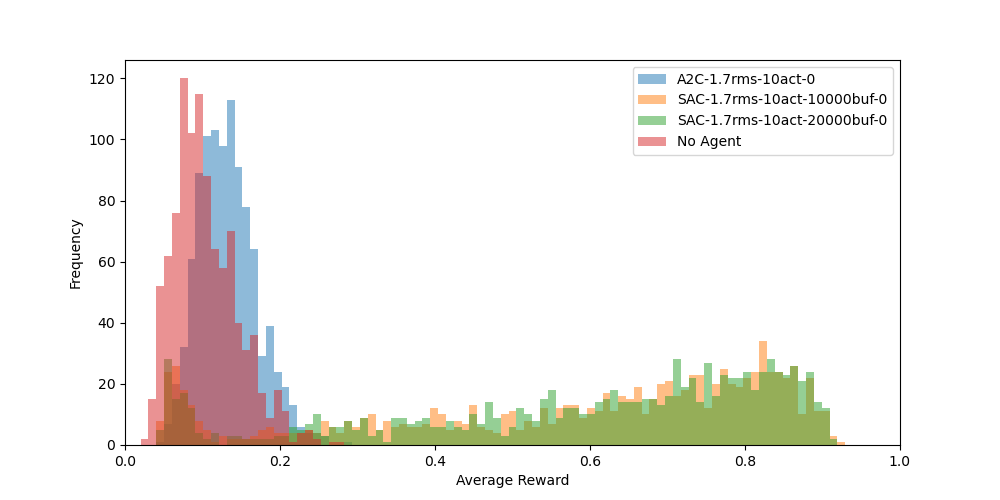 A2C-1.7rms-10act-0
SAC-1.7rms-10act-10000buf-0
SAC-1.7rms-10act-20000buf-0
No Agent
120
100
80
60
40
20
0
Frequency
0.0 0.2 0.4 0.6 0.8 1.0
Average Reward